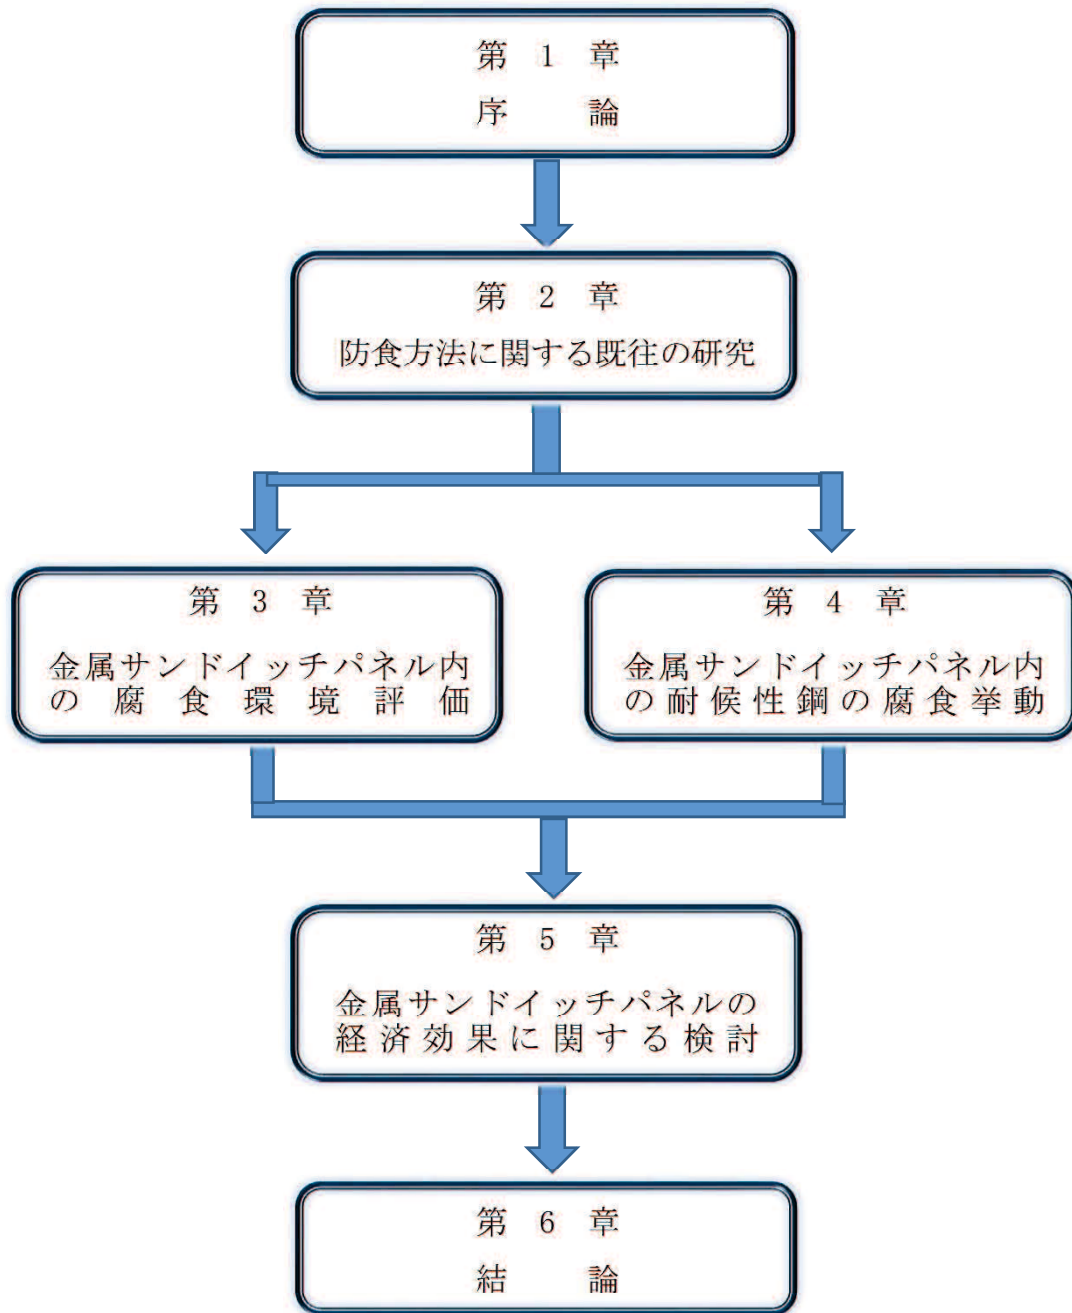 第 1 章
序 論
第 2 章
防食方法に関する既往の研究
第 3 章
金属サンドイッチパネル内
の腐食環境評価
第 4 章
金属サンドイッチパネル内
の耐候性鋼の腐食挙動
第 5 章
金属サンドイッチパネルの
経済効果に関する検討
第 6 章
結 論